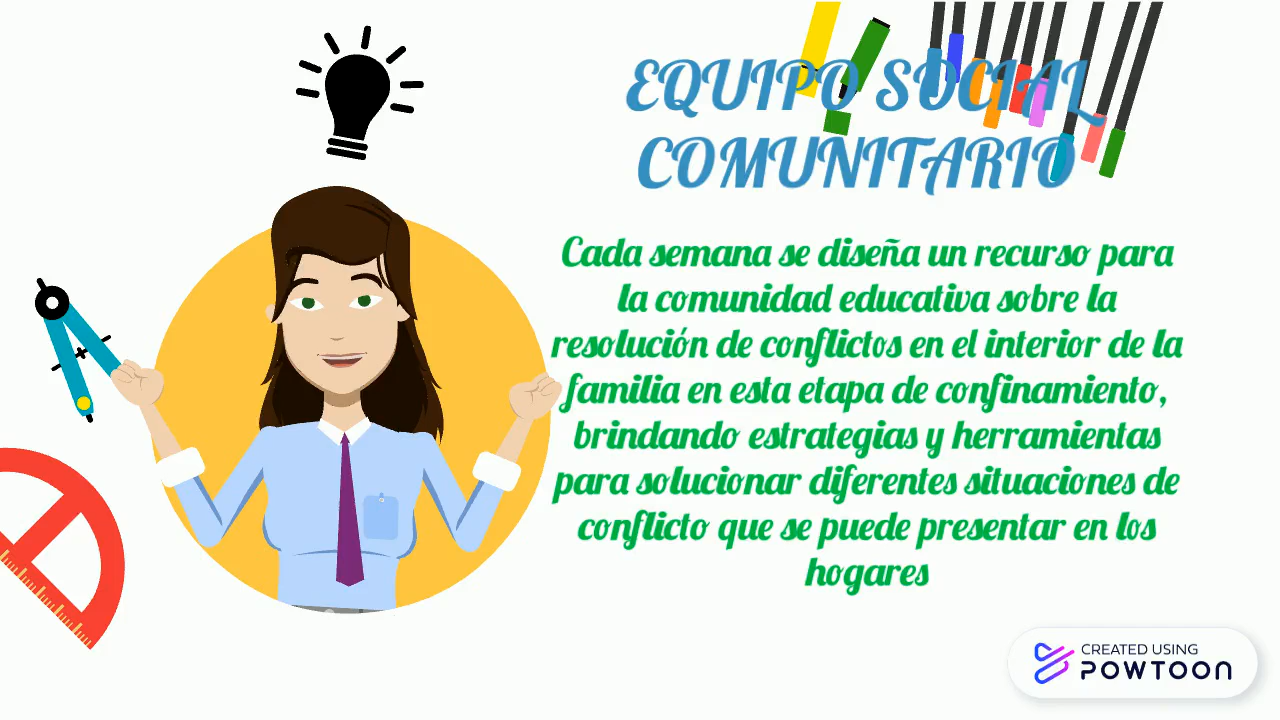 EQUIPO SOCIAL
COMUNITARIO
Cada semana se diseña un recurso para
la comunidad educativa sobre la
resolución de conflictos en el interior de la
familia en esta etapa de confinamiento,
brindando estrategias y herramientas
para solucionar diferentes situaciones de
conflicto que se puede presentar en los
hogares
CREATED USING
POWTOON